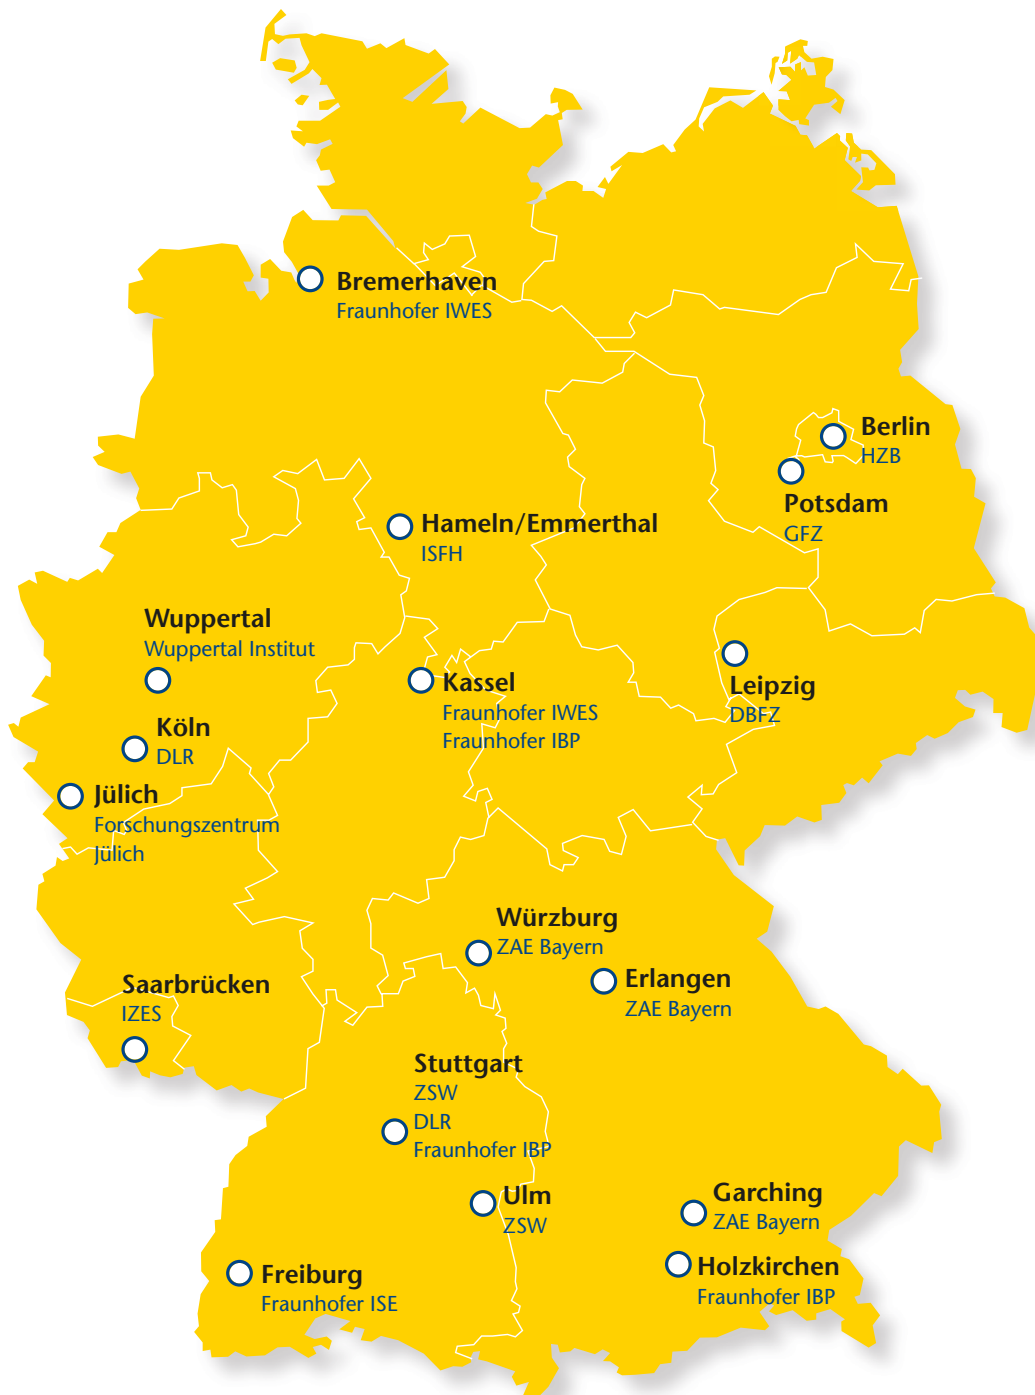 Bremerhaven
Fraunhofer IWES
Berlin
HZB
Potsdam
GFZ
Hameln/Emmerthal
ISFH
Wuppertal
Wuppertal Institut
Kassel
Fraunhofer IWES
Fraunhofer IBP
Leipzig
DBFZ
Köln
DLR
Jülich
Forschungszentrum
Jülich
Würzburg
ZAE Bayern
Erlangen
ZAE Bayern
Saarbrücken
IZES
Stuttgart
ZSW
DLR
Fraunhofer IBP
Ulm
ZSW
Garching
ZAE Bayern
Holzkirchen
Fraunhofer IBP
Freiburg
Fraunhofer ISE